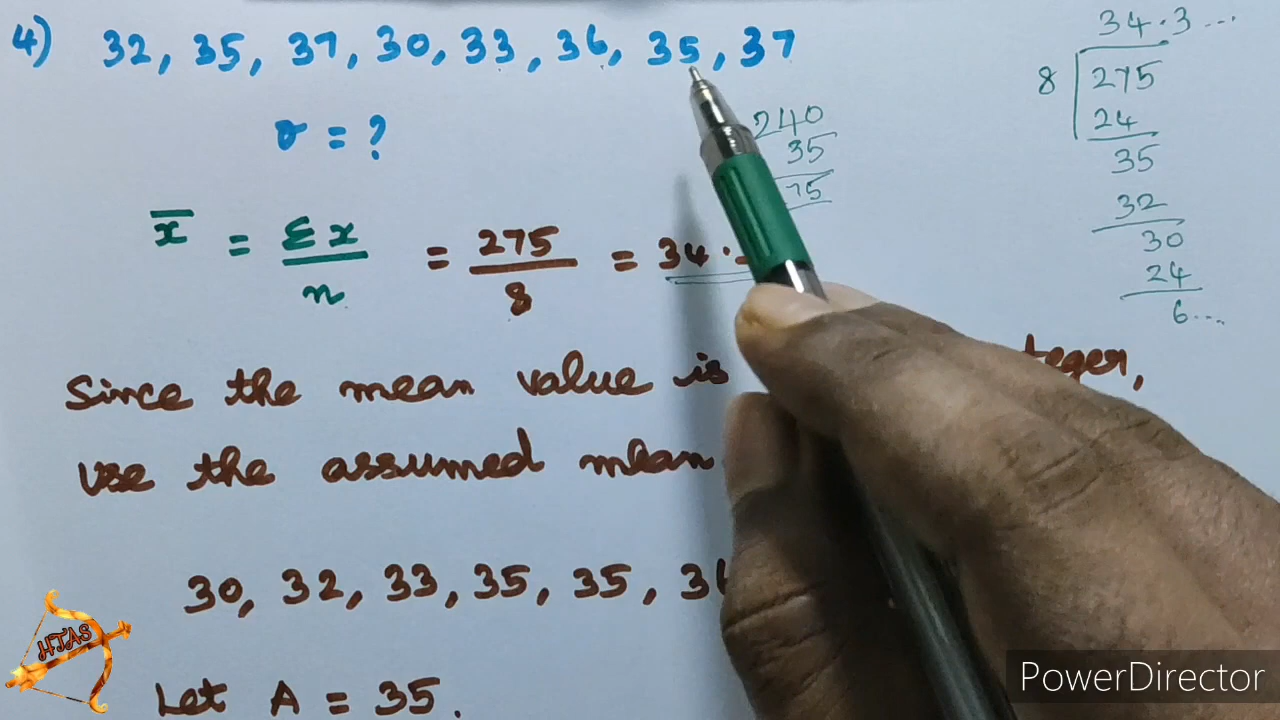 4) 32, 35, 37, 30, 33, 36, 35, 37
σ = ?
x̄ = Σx / n = 275 / 8 = 34.
240
35
75
34.3...
8 275
24
35
32
30
24
6...
Since the mean value is
Use the assumed mean
30, 32, 33, 35, 35,
Let A = 35.
HTAS
PowerDirector